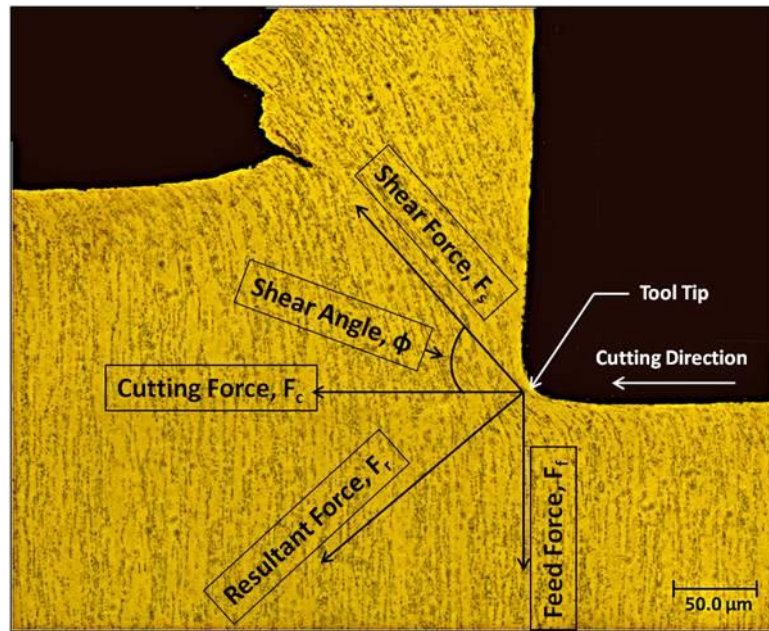 Shear Force, Fs
Shear Angle, ϕ
Tool Tip
Cutting Direction
Cutting Force, Fc
Resultant Force, Fr
Feed Force, Ff
50.0 µm